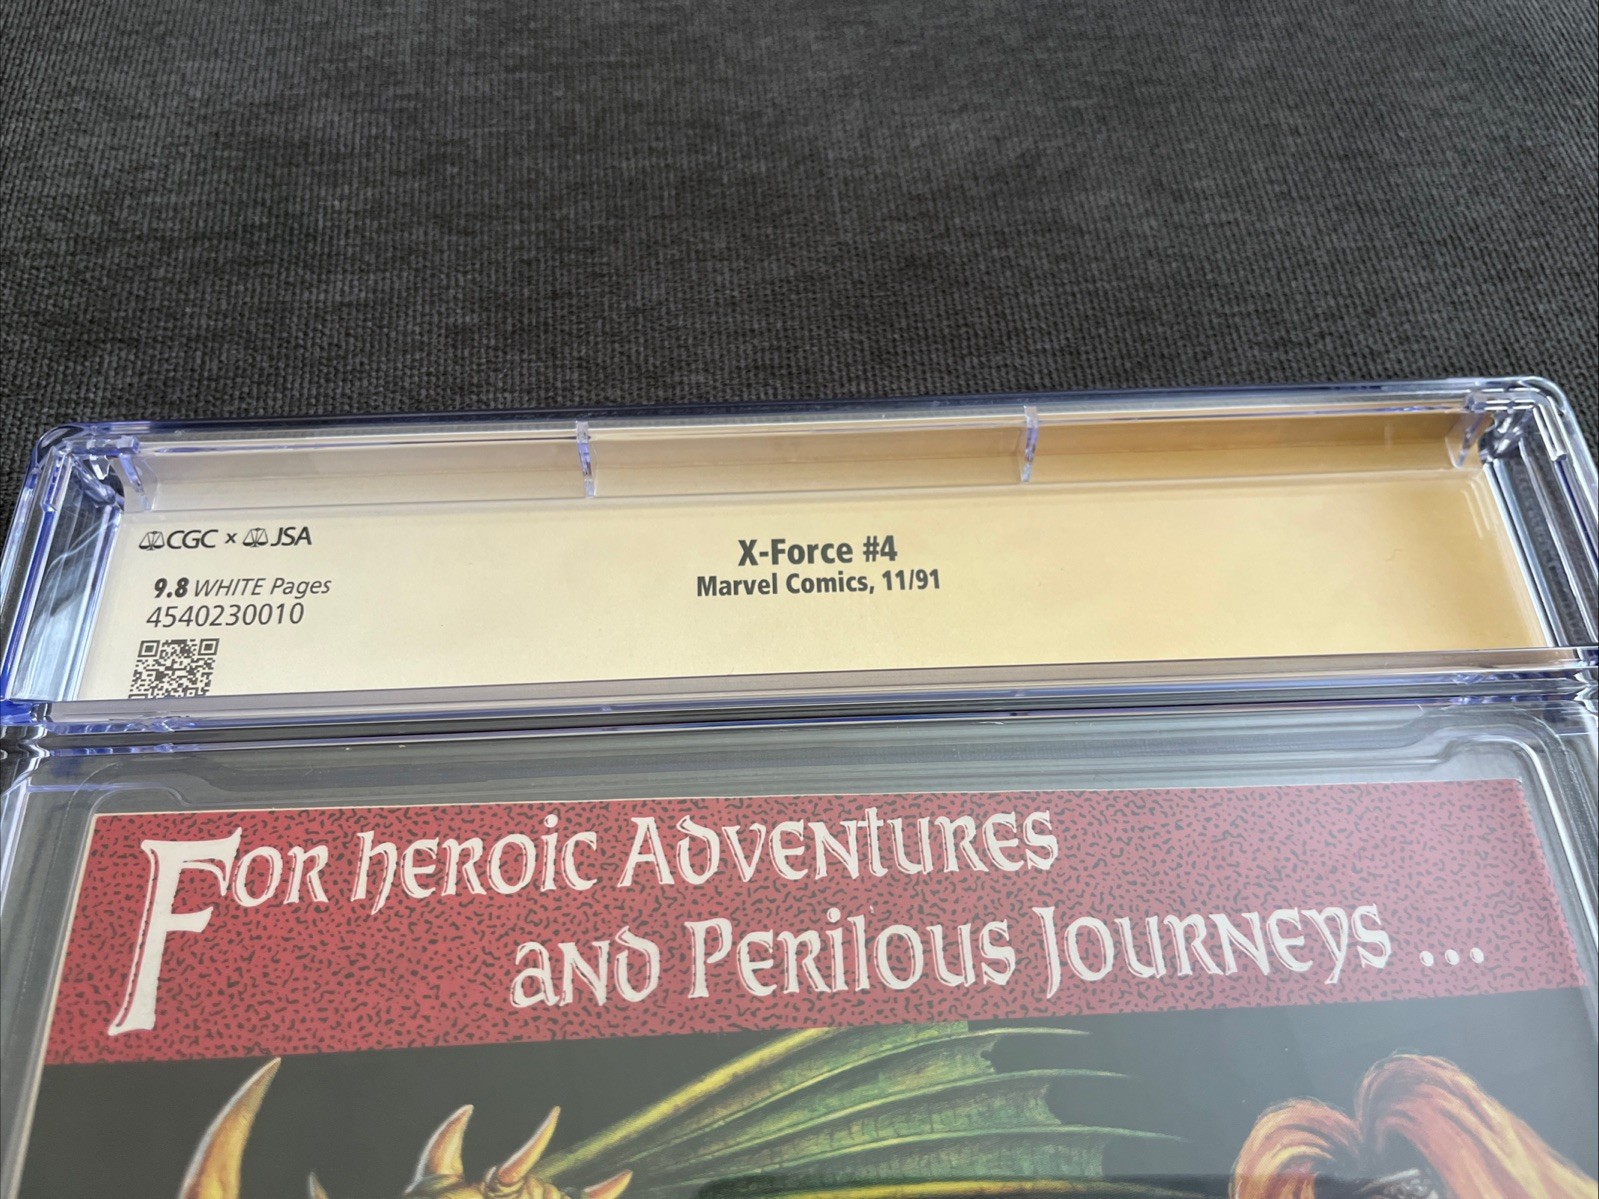 CGC x JSA
9.8 WHITE Pages
4540230010
X-Force #4
Marvel Comics, 11/91
For heroic Adventures
and Perilous Journeys ...